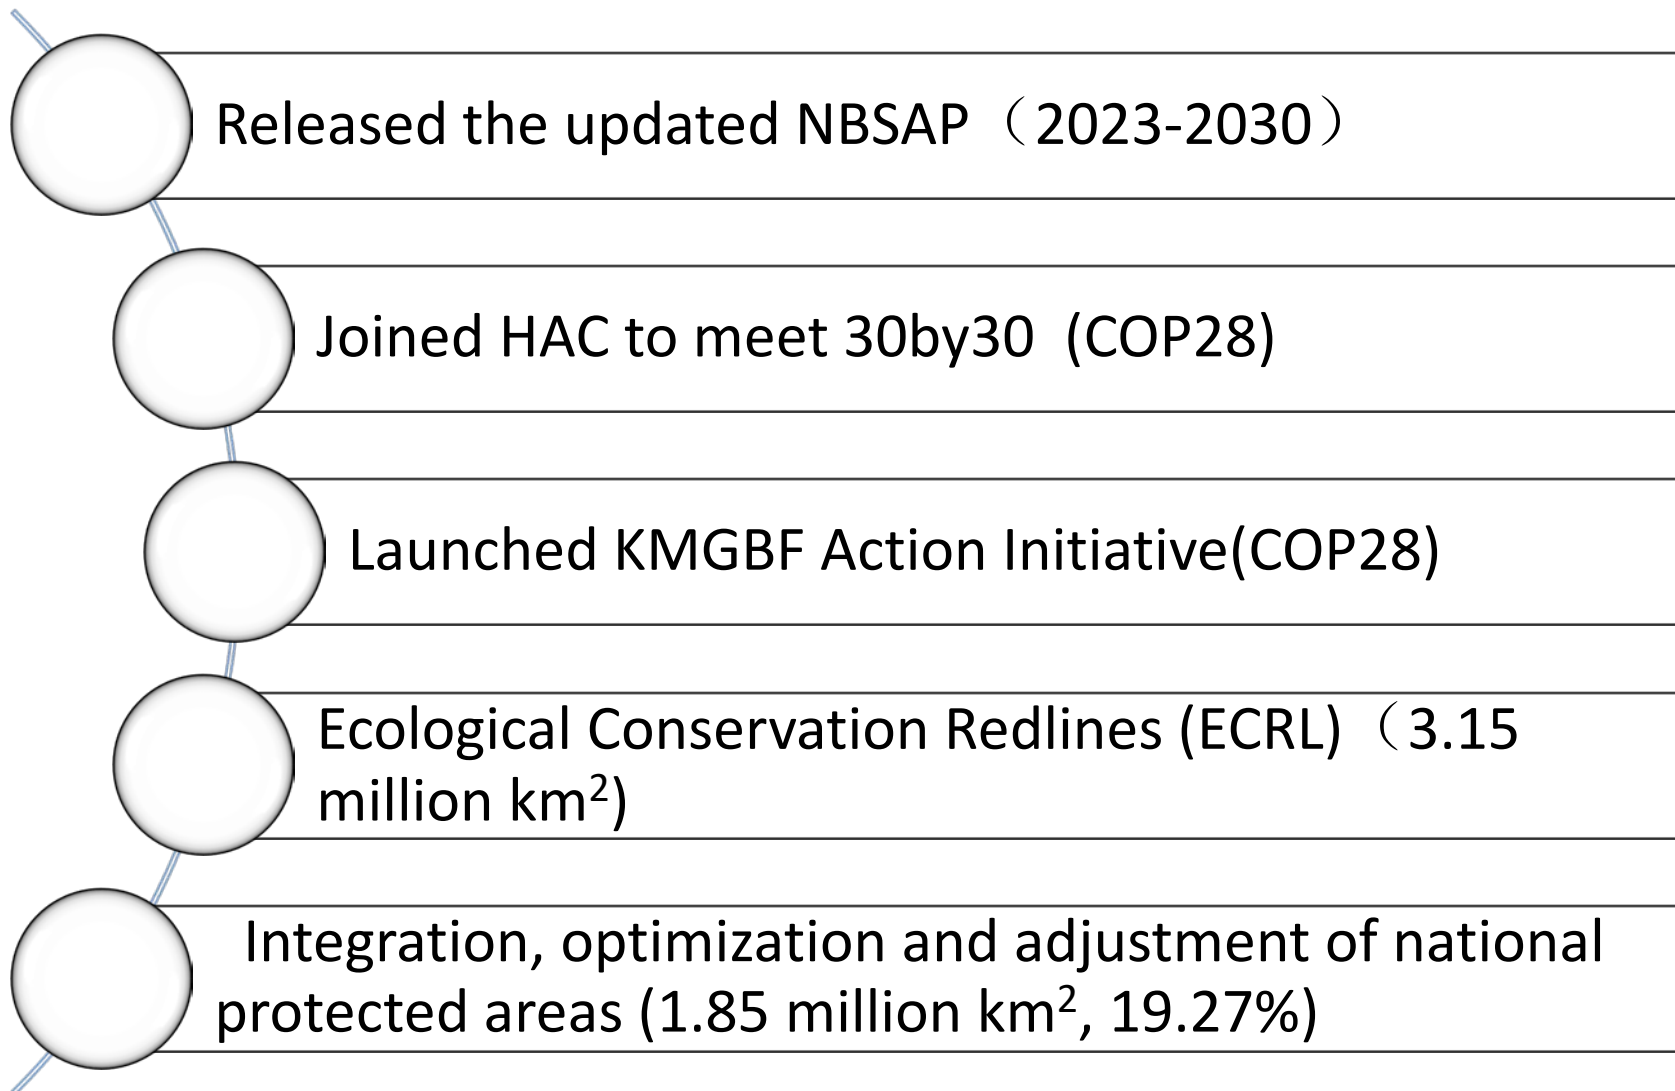 Released the updated NBSAP（2023-2030）
Joined HAC to meet 30by30 (COP28)
Launched KMGBF Action Initiative(COP28)
Ecological Conservation Redlines (ECRL)（3.15
million km²)
Integration, optimization and adjustment of national
protected areas (1.85 million km², 19.27%)